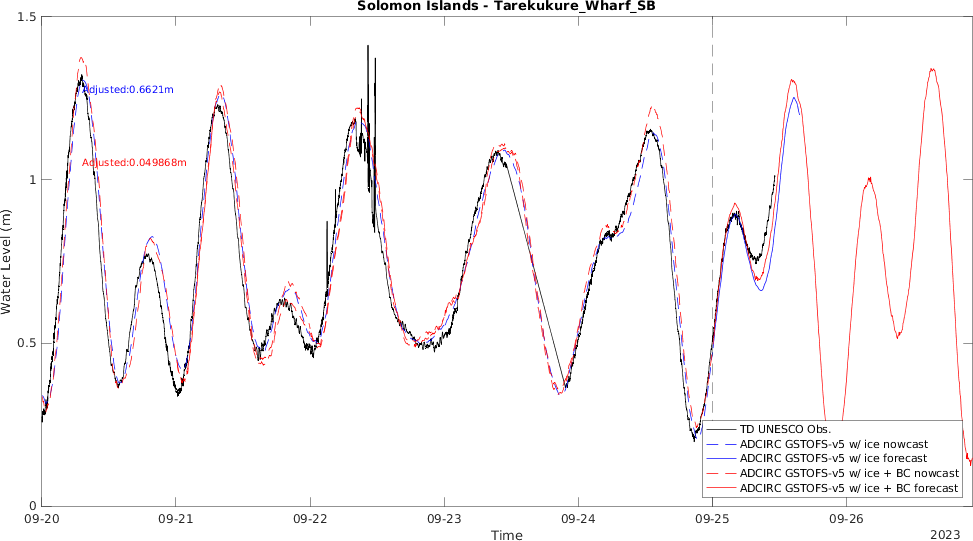 Solomon Islands - Tarekukure_Wharf_SB
1.5
1
0.5
0
Water Level (m)
Adjusted:0.6621m
Adjusted:0.049868m
TD UNESCO Obs.
ADCIRC GSTOFS-v5 w/ ice nowcast
ADCIRC GSTOFS-v5 w/ ice forecast
ADCIRC GSTOFS-v5 w/ ice + BC nowcast
ADCIRC GSTOFS-v5 w/ ice + BC forecast
09-20 09-21 09-22 09-23 09-24 09-25 09-26
Time
2023